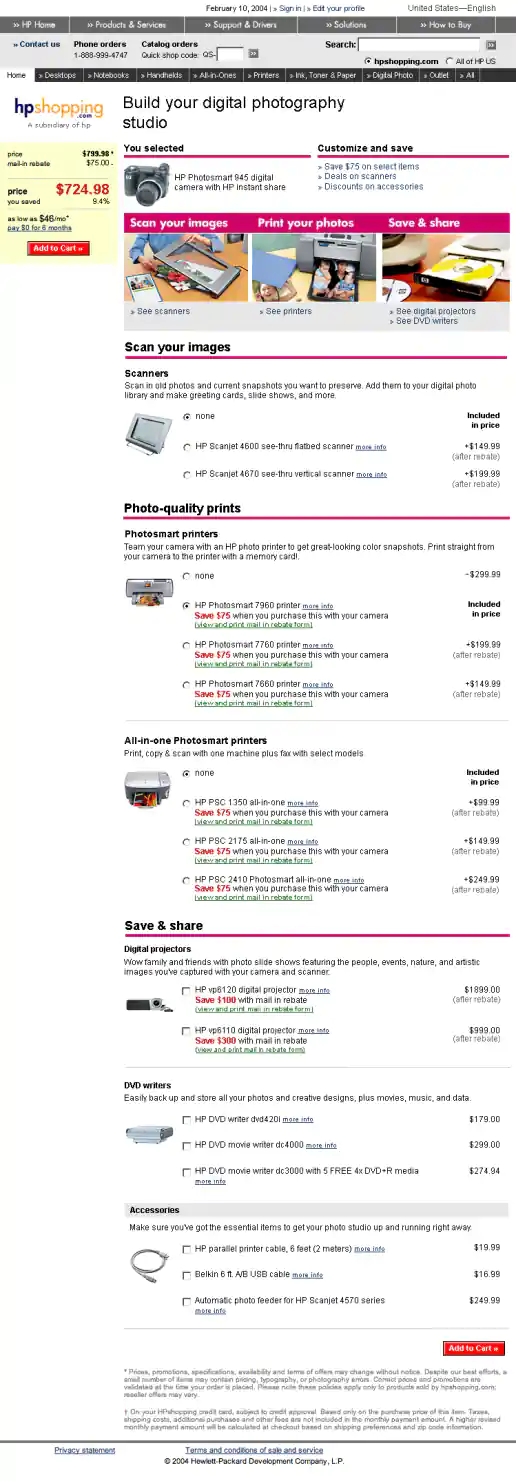 February 10, 2004 | » Sign in | » Edit your profile United States—English
» HP Home » Products & Services » Support & Drivers » Solutions » How to Buy
» Contact us Phone orders Catalog orders Search: »
1-888-999-4747 Quick shop code: QS- » hpshopping.com All of HP US
Home » Desktops » Notebooks » Handhelds » All-in-Ones » Printers » Ink, Toner & Paper » Digital Photo » Outlet » All
hpshopping
.com
A subsidiary of hp
price $799.98 *
mail-in rebate $75.00 -
price $724.98
you saved 9.4%
as low as $46/mo*
pay $0 for 6 months
Add to Cart »
Build your digital photography
studio
You selected
HP Photosmart 945 digital
camera with HP instant share
Customize and save
» Save $75 on select items
» Deals on scanners
» Discounts on accessories
Scan your images Print your photos Save & share
» See scanners » See printers » See digital projectors
» See DVD writers
Scan your images
Scanners
Scan in old photos and current snapshots you want to preserve. Add them to your digital photo
library and make greeting cards, slide shows, and more.
none Included
in price
HP Scanjet 4600 see-thru flatbed scanner more info +$149.99
(after rebate)
HP Scanjet 4670 see-thru vertical scanner more info +$199.99
(after rebate)
Photo-quality prints
Photosmart printers
Team your camera with an HP photo printer to get great-looking color snapshots. Print straight from
your camera to the printer with a memory card!.
none -$299.99
HP Photosmart 7960 printer more info Included
Save $75 when you purchase this with your camera in price
(view and print mail in rebate form)
HP Photosmart 7760 printer more info +$199.99
Save $75 when you purchase this with your camera (after rebate)
(view and print mail in rebate form)
HP Photosmart 7660 printer more info +$149.99
Save $75 when you purchase this with your camera (after rebate)
(view and print mail in rebate form)
All-in-one Photosmart printers
Print, copy & scan with one machine plus fax with select models
none Included
in price
HP PSC 1350 all-in-one more info +$99.99
Save $75 when you purchase this with your camera (after rebate)
(view and print mail in rebate form)
HP PSC 2175 all-in-one more info +$149.99
Save $75 when you purchase this with your camera (after rebate)
(view and print mail in rebate form)
HP PSC 2410 Photosmart all-in-one more info +$249.99
Save $75 when you purchase this with your camera (after rebate)
(view and print mail in rebate form)
Save & share
Digital projectors
Wow family and friends with photo slide shows featuring the people, events, nature, and artistic
images you've captured with your camera and scanner.
HP vp6120 digital projector more info $1899.00
Save $100 with mail in rebate (after rebate)
(view and print mail in rebate form)
HP vp6110 digital projector more info $999.00
Save $300 with mail in rebate (after rebate)
(view and print mail in rebate form)
DVD writers
Easily back up and store all your photos and creative designs, plus movies, music, and data.
HP DVD writer dvd420i more info $179.00
HP DVD movie writer dc4000 more info $299.00
HP DVD movie writer dc3000 with 5 FREE 4x DVD+R media $274.94
more info
Accessories
Make sure you've got the essential items to get your photo studio up and running right away.
HP parallel printer cable, 6 feet (2 meters) more info $19.99
Belkin 6 ft. A/B USB cable more info $16.99
Automatic photo feeder for HP Scanjet 4570 series $249.99
more info
Add to Cart »
* Prices, promotions, specifications, availability and terms of offers may change without notice. Despite our best efforts, a
small number of items may contain pricing, typography, or photography errors. Correct prices and promotions are
validated at the time your order is placed. Please note these policies apply only to products sold by hpshopping.com;
reseller offers may vary.
† On your HPshopping credit card, subject to credit approval. Based only on the purchase price of this item. Taxes,
shipping costs, additional purchases and other fees are not included in the monthly payment amount. A higher revised
monthly payment amount will be calculated at checkout based on shipping preferences and zip code information.
Privacy statement Terms and conditions of sale and service
© 2004 Hewlett-Packard Development Company, L.P.